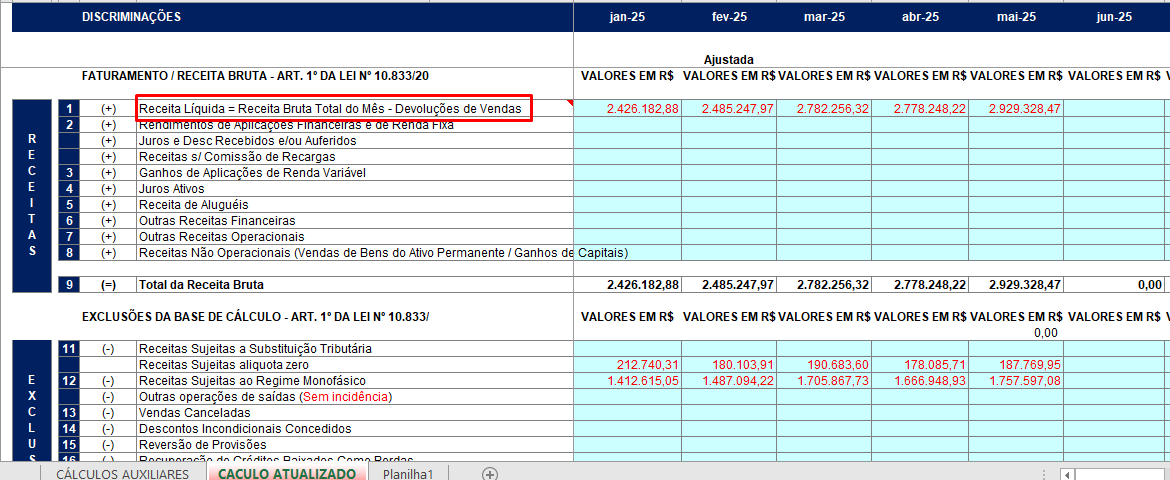 DISCRIMINAÇÕES jan-25 fev-25 mar-25 abr-25 mai-25 jun-25
Ajustada
FATURAMENTO / RECEITA BRUTA - ART. 1º DA LEI Nº 10.833/20 VALORES EM R$ VALORES EM R$ VALORES EM R$ VALORES EM R$ VALORES EM R$ VALORES EM R$
RECEITAS
1 (+) Receita Líquida = Receita Bruta Total do Mês - Devoluções de Vendas 2.426.182,88 2.485.247,97 2.782.256,32 2.778.248,22 2.929.328,47
2 (+) Rendimentos de Aplicações Financeiras e de Renda Fixa
(+) Juros e Desc Recebidos e/ou Auferidos
(+) Receitas s/ Comissão de Recargas
3 (+) Ganhos de Aplicações de Renda Variável
4 (+) Juros Ativos
5 (+) Receita de Aluguéis
6 (+) Outras Receitas Financeiras
7 (+) Outras Receitas Operacionais
8 (+) Receitas Não Operacionais (Vendas de Bens do Ativo Permanente / Ganhos de Capitais)
9 (=) Total da Receita Bruta 2.426.182,88 2.485.247,97 2.782.256,32 2.778.248,22 2.929.328,47 0,00
EXCLUSÕES DA BASE DE CÁLCULO - ART. 1º DA LEI Nº 10.833/ VALORES EM R$ VALORES EM R$ VALORES EM R$ VALORES EM R$ VALORES EM R$ VALORES EM R$
0,00
EXCLUS
11 (-) Receitas Sujeitas a Substituição Tributária
Receitas Sujeitas aliquota zero 212.740,31 180.103,91 190.683,60 178.085,71 187.769,95
12 (-) Receitas Sujeitas ao Regime Monofásico 1.412.615,05 1.487.094,22 1.705.867,73 1.666.948,93 1.757.597,08
(-) Outras operações de saídas (Sem incidência)
13 (-) Vendas Canceladas
14 (-) Descontos Incondicionais Concedidos
15 (-) Reversão de Provisões
16 (-) Recuperação de Créditos Baixados Como Perdas
CÁLCULOS AUXILIARES CACULO ATUALIZADO Planilha1